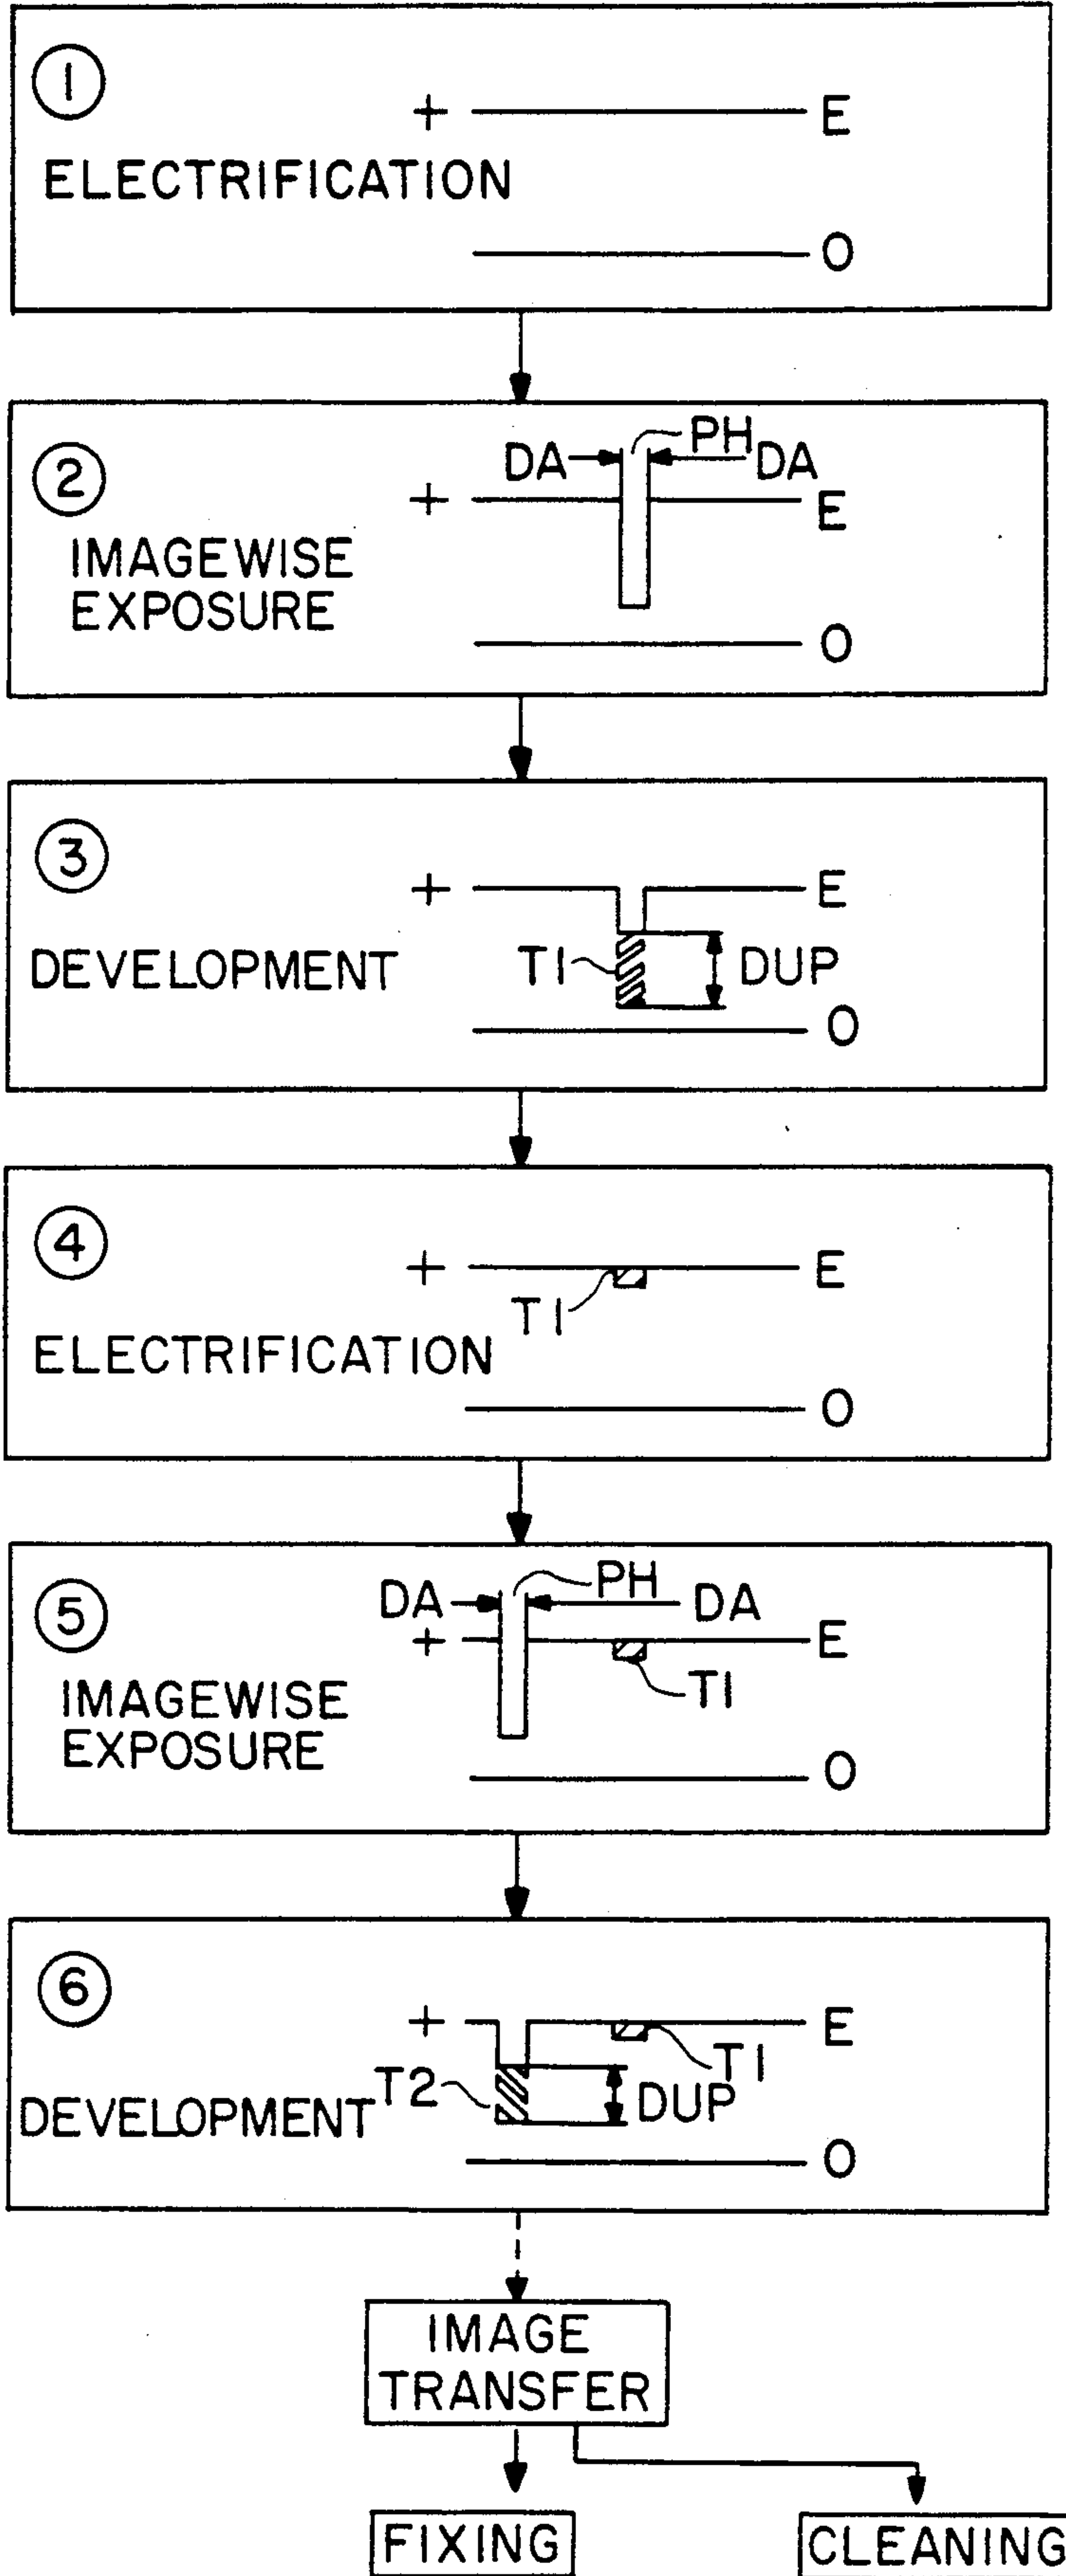 1
+ E
ELECTRIFICATION
O
2
DA PH DA
+ E
IMAGEWISE
EXPOSURE
O
3
+ E
DEVELOPMENT T1 DUP
O
4
+ E
T1
ELECTRIFICATION
O
5
DA PH DA
+ E
T1
IMAGEWISE
EXPOSURE
O
6
+ E
T1
T2 DUP
DEVELOPMENT
O
IMAGE
TRANSFER
FIXING CLEANING